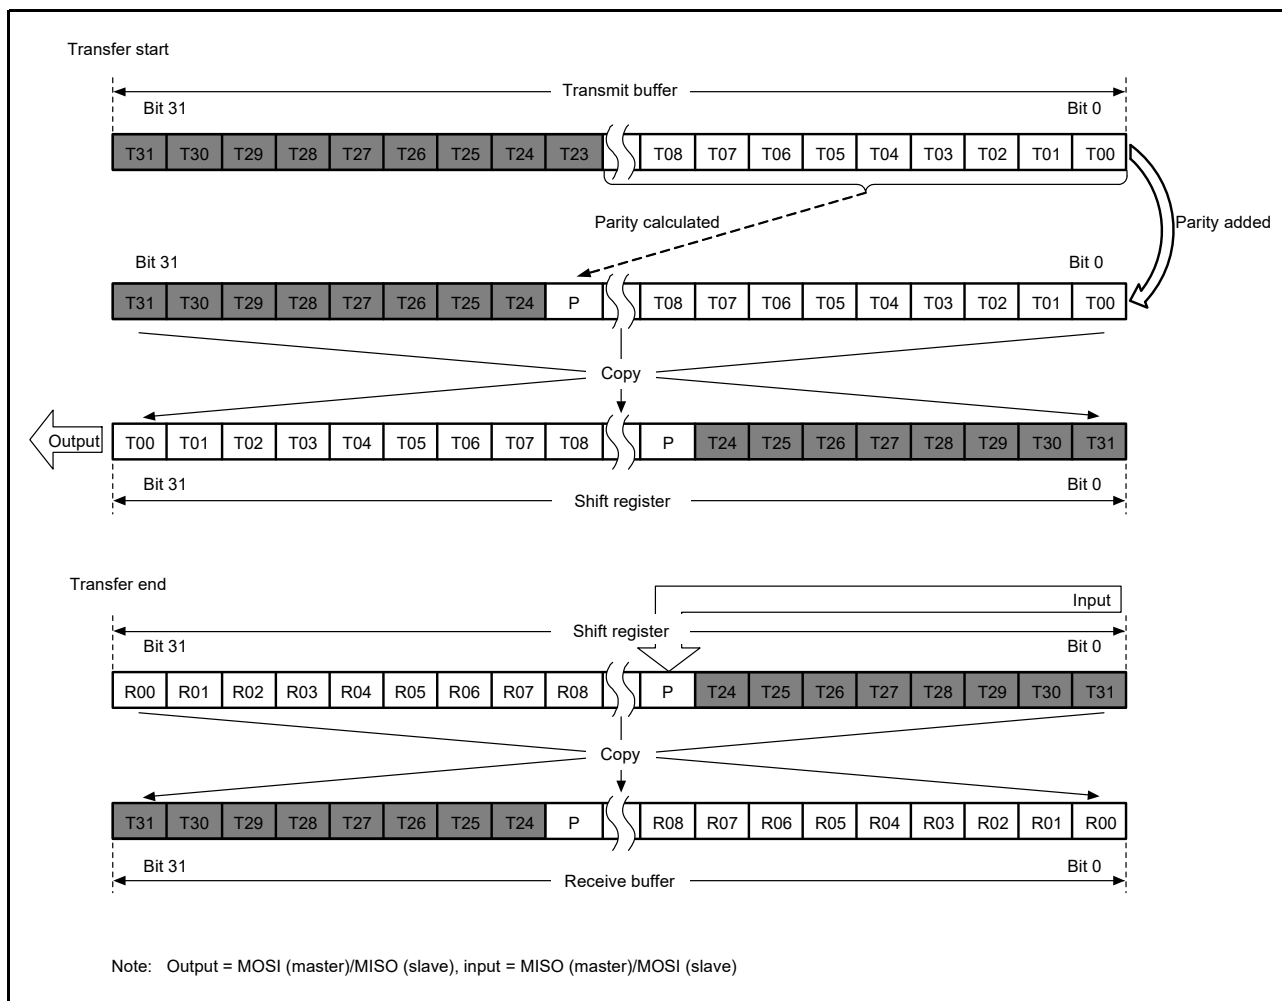 Transfer start
Transmit buffer
Bit 31 Bit 0
T31 T30 T29 T28 T27 T26 T25 T24 T23 T08 T07 T06 T05 T04 T03 T02 T01 T00
Parity calculated Parity added
Bit 31 Bit 0
T31 T30 T29 T28 T27 T26 T25 T24 P T08 T07 T06 T05 T04 T03 T02 T01 T00
Copy
Output T00 T01 T02 T03 T04 T05 T06 T07 T08 P T24 T25 T26 T27 T28 T29 T30 T31
Bit 31 Bit 0
Shift register
Transfer end
Input
Shift register
Bit 31 Bit 0
R00 R01 R02 R03 R04 R05 R06 R07 R08 P T24 T25 T26 T27 T28 T29 T30 T31
Copy
T31 T30 T29 T28 T27 T26 T25 T24 P R08 R07 R06 R05 R04 R03 R02 R01 R00
Bit 31 Bit 0
Receive buffer
Note: Output = MOSI (master)/MISO (slave), input = MISO (master)/MOSI (slave)